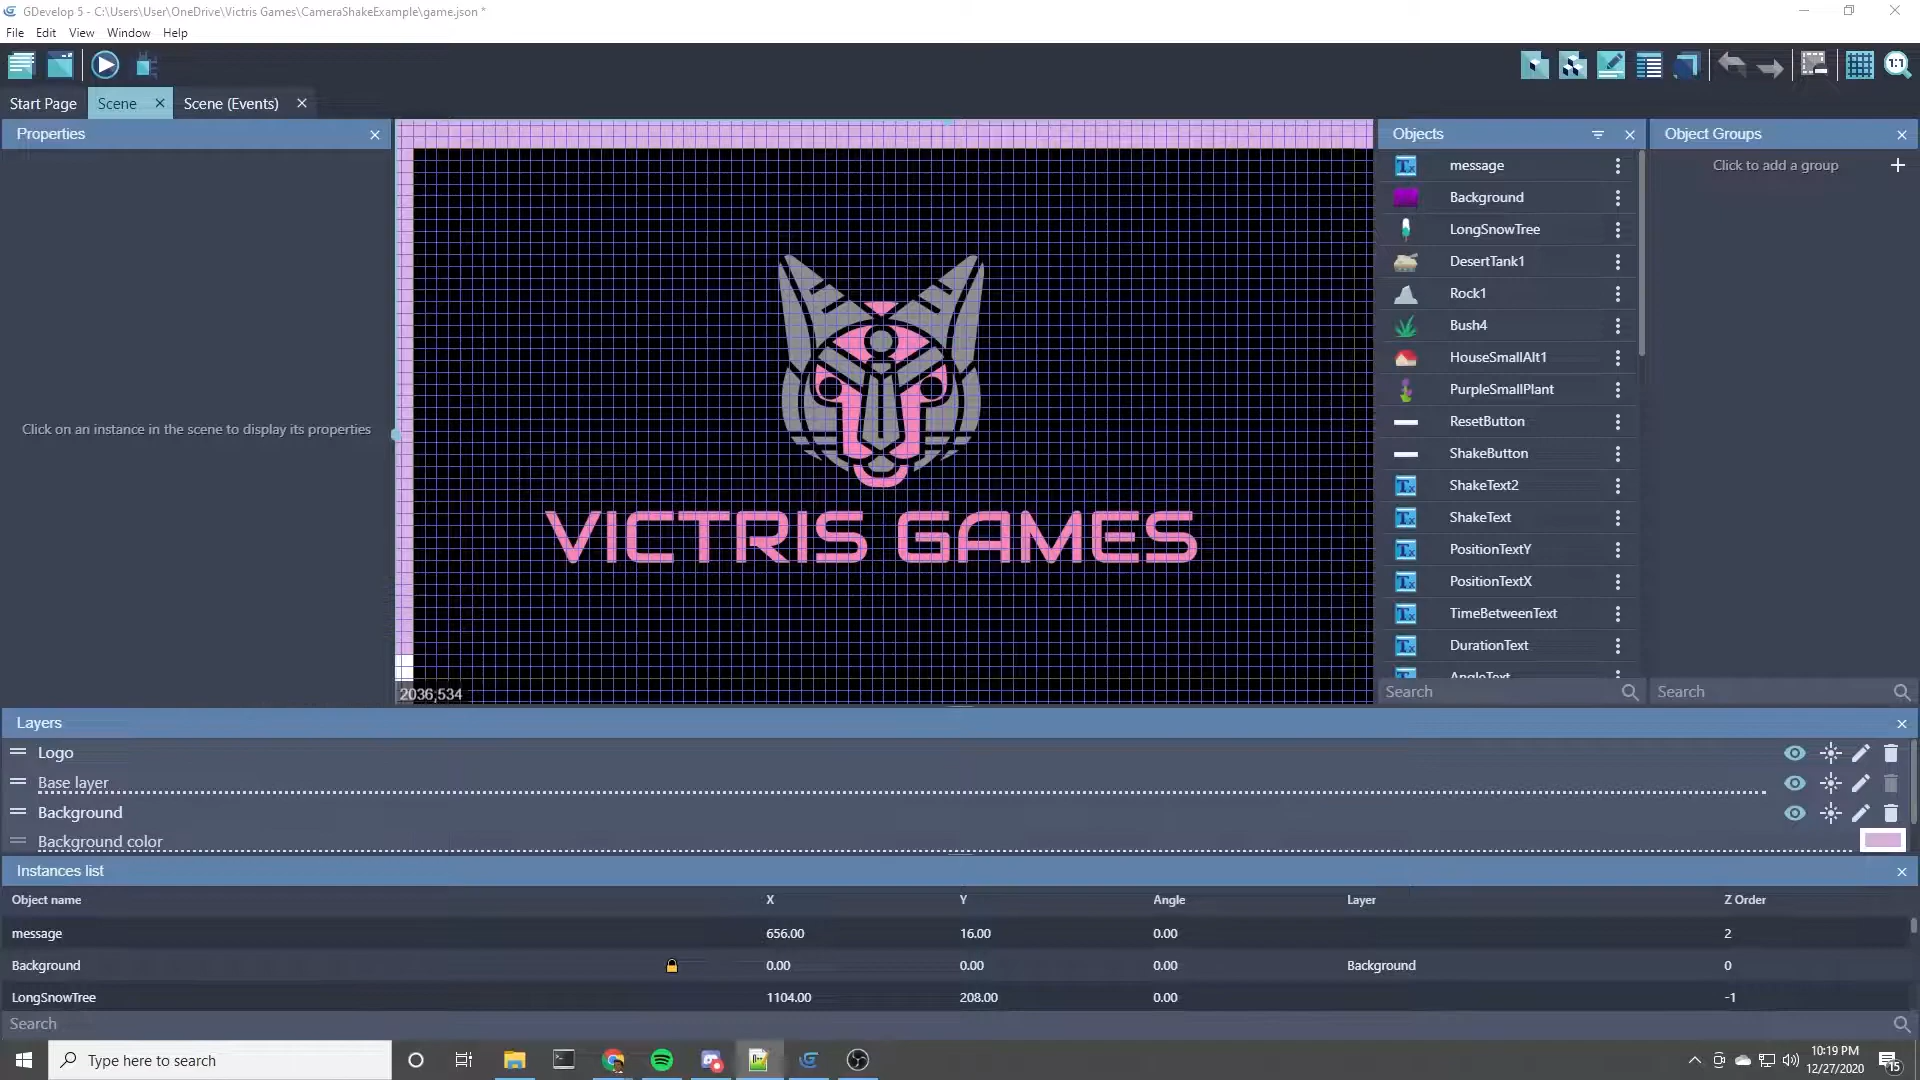 GDevelop 5 - C:\Users\User\OneDrive\Victris Games\CameraShakeExample\game.json *
File Edit View Window Help
1:1
Start Page Scene Scene (Events)
Properties
Click on an instance in the scene to display its properties
VICTRIS GAMES
2036;534
Objects
message
Background
LongSnowTree
DesertTank1
Rock1
Bush4
HouseSmallAlt1
PurpleSmallPlant
ResetButton
ShakeButton
ShakeText2
ShakeText
PositionTextY
PositionTextX
TimeBetweenText
DurationText
AngleText
Search
Object Groups
Click to add a group
Search
Layers
Logo
Base layer
Background
Background color
Instances list
Object name X Y Angle Layer Z Order
message 656.00 16.00 0.00 2
Background 0.00 0.00 0.00 Background 0
LongSnowTree 1104.00 208.00 0.00 -1
Search
Type here to search
10:19 PM
12/27/2020
15